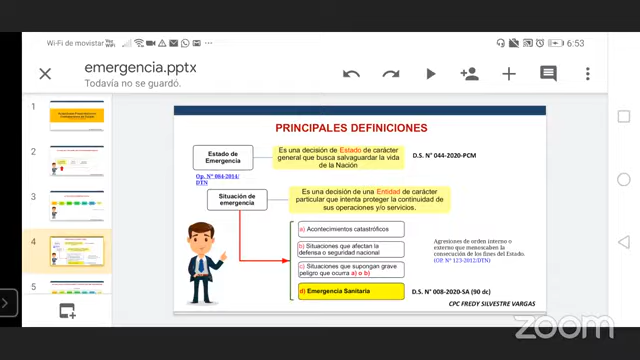 Wi-Fi de movistar
6:53
emergencia.pptx
Todavía no se guardó.
1
2
3
4
5
PRINCIPALES DEFINICIONES
Estado de
Emergencia
Es una decisión de Estado de carácter
general que busca salvaguardar la vida
de la Nación
D.S. N° 044-2020-PCM
Op. N° 084-2014/
DTN
Situación de
emergencia
Es una decisión de una Entidad de carácter
particular que intenta proteger la continuidad de
sus operaciones y/o servicios.
a) Acontecimientos catastróficos
b) Situaciones que afectan la
defensa o seguridad nacional
c) Situaciones que supongan grave
peligro que ocurra a) o b)
d) Emergencia Sanitaria
Agresiones de orden interno o
externo que menoscaben la
consecución de los fines del Estado.
(OP. N° 123-2012/DTN)
D.S. N° 008-2020-SA (90 dc)
CPC FREDY SILVESTRE VARGAS
zoom